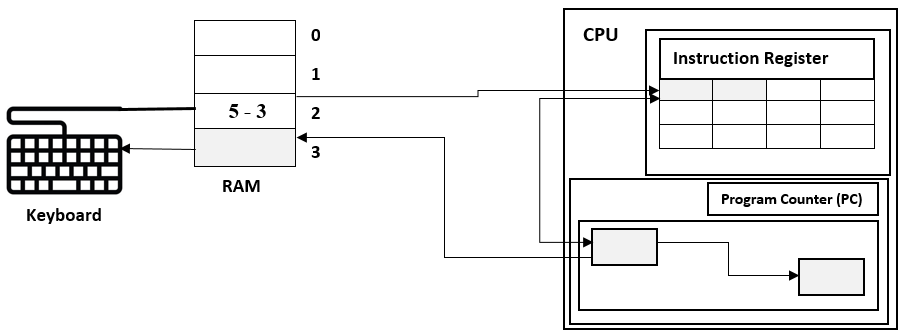 CPU
0
Instruction Register
1
5 - 3
2
3
RAM
Program Counter (PC)
Keyboard